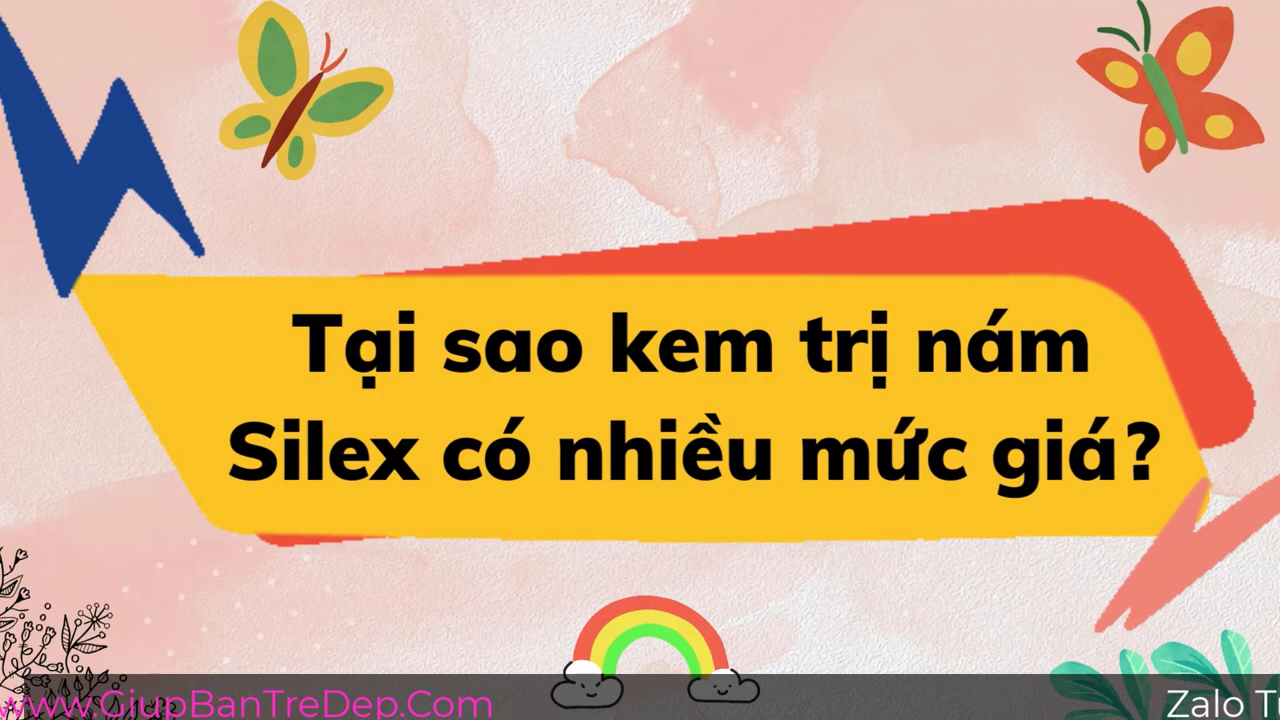 Tại sao kem trị nám
Silex có nhiều mức giá?
www.GiupBanTreDep.Com
Zalo